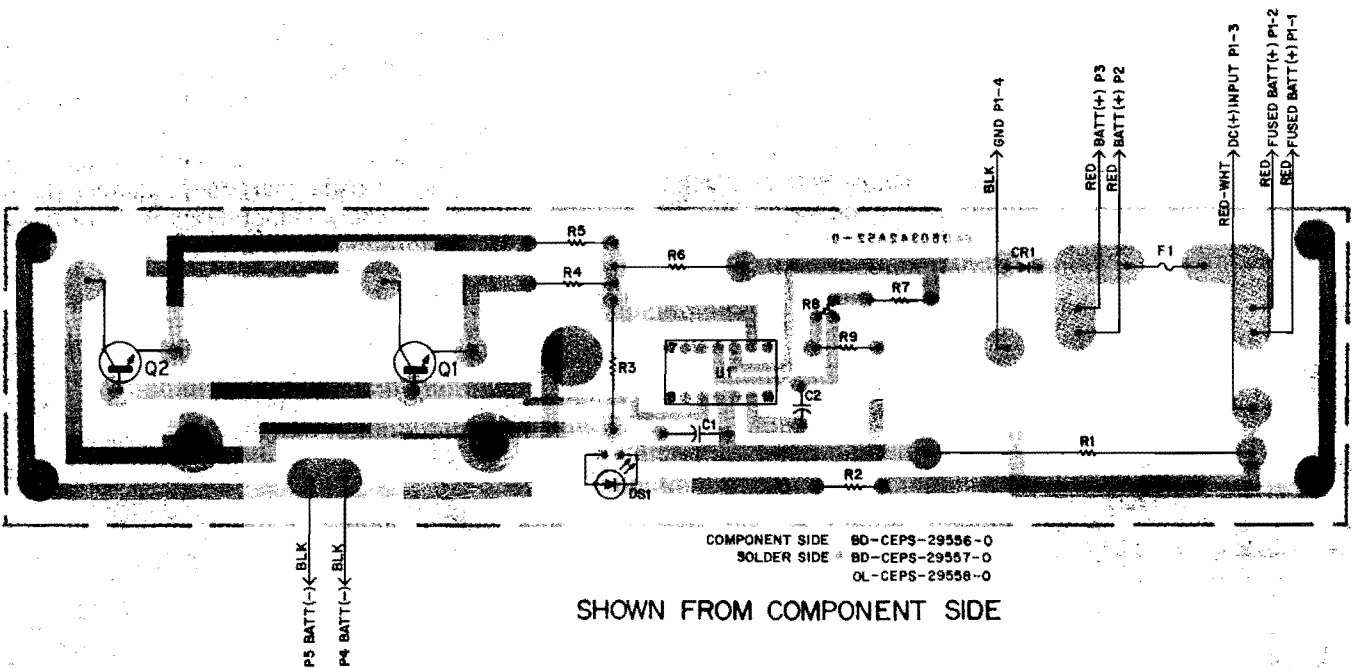 BLK
GND P1-4
RED
BATT(+) P3
RED
BATT(+) P2
RED-WHT
DC(+)INPUT P1-3
RED
FUSED BATT(+) P1-2
RED
FUSED BATT(+) P1-1
R5
R6
R4
CR1
F1
R7
R8
R9
Q2
Q1
R3
U1
C2
C1
R1
R2
DS1
P5 BATT(-)
BLK
P4 BATT(-)
BLK
COMPONENT SIDE BD-CEPS-29556-0
SOLDER SIDE BD-CEPS-29557-0
OL-CEPS-29558-0
SHOWN FROM COMPONENT SIDE